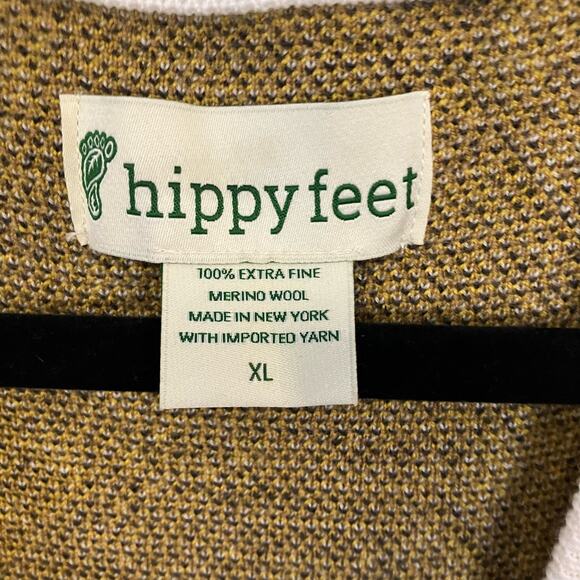 hippy feet
100% EXTRA FINE
MERINO WOOL
MADE IN NEW YORK
WITH IMPORTED YARN
XL